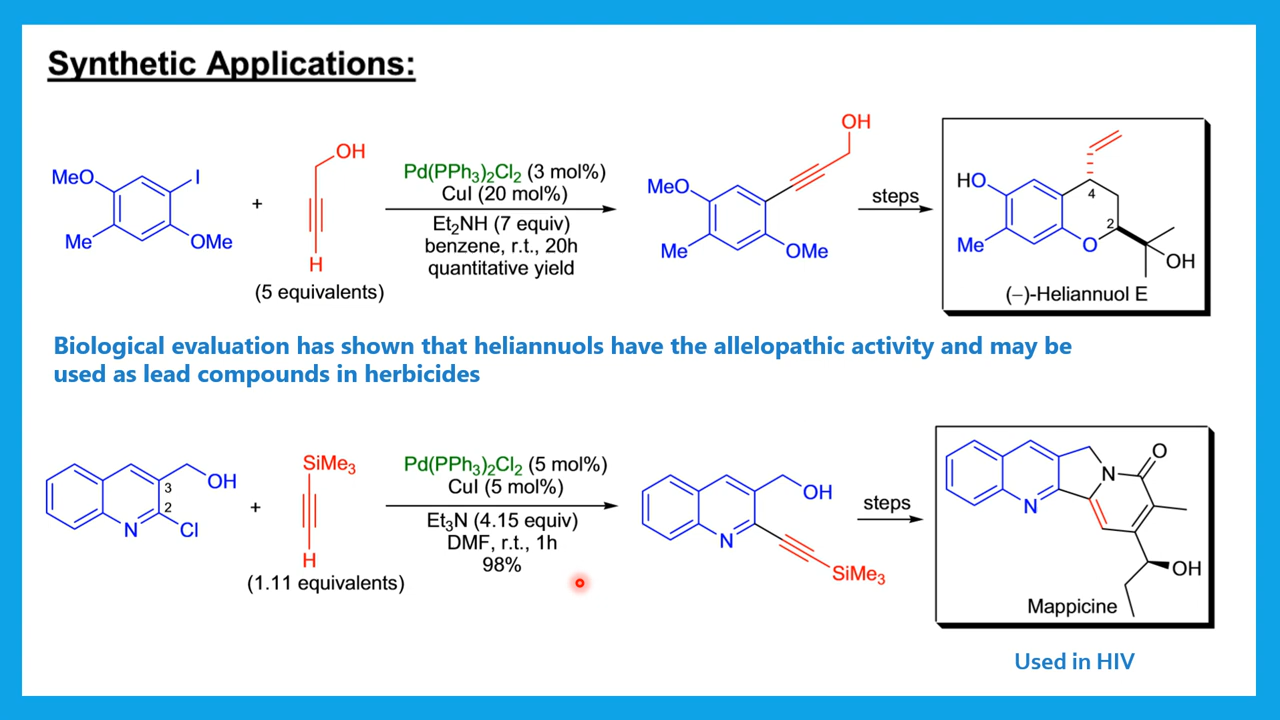 Synthetic Applications:
MeO
I
Me
OMe
+
OH
H
(5 equivalents)
Pd(PPh₃)₂Cl₂ (3 mol%)
CuI (20 mol%)
Et₂NH (7 equiv)
benzene, r.t., 20h
quantitative yield
OH
MeO
Me
OMe
steps
HO
4
2
Me
O
OH
(−)-Heliannuol E
Biological evaluation has shown that heliannuols have the allelopathic activity and may be
used as lead compounds in herbicides
3
OH
2
N
Cl
+
SiMe₃
H
(1.11 equivalents)
Pd(PPh₃)₂Cl₂ (5 mol%)
CuI (5 mol%)
Et₃N (4.15 equiv)
DMF, r.t., 1h
98%
OH
N
SiMe₃
steps
O
N
N
OH
Mappicine
Used in HIV